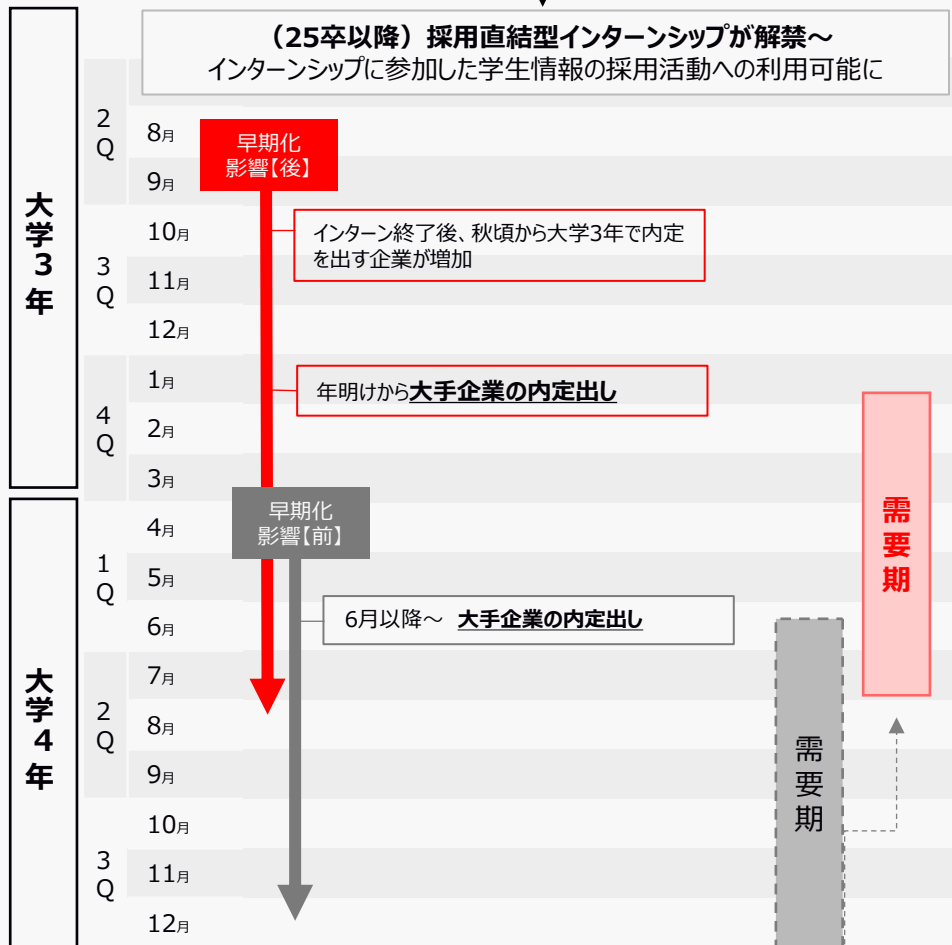 （25卒以降）採用直結型インターンシップが解禁～
インターンシップに参加した学生情報の採用活動への利用可能に
大学3年
2Q
8月
早期化
影響【後】
9月
10月
インターン終了後、秋頃から大学3年で内定
を出す企業が増加
3Q
11月
12月
1月
年明けから大手企業の内定出し
4Q
2月
3月
需要期
大学4年
早期化
影響【前】
4月
1Q
5月
6月
6月以降～ 大手企業の内定出し
7月
2Q
8月
9月
需要期
10月
3Q
11月
12月